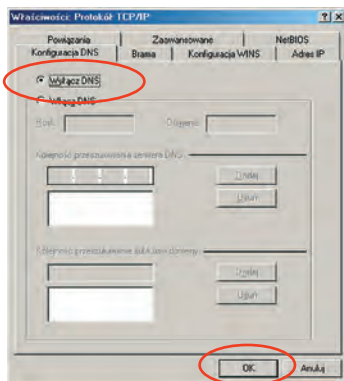 Właściwości: Protokół TCP/IP
Powiązania Zaawansowane NetBIOS
Konfiguracja DNS Brama Konfiguracja WINS Adres IP
Wyłącz DNS
Włącz DNS
Host: Domena:
Kolejność przeszukiwania serwera DNS:
Dodaj
Usuń
Kolejność przeszukiwania sufiksów domeny:
Dodaj
Usuń
OK Anuluj